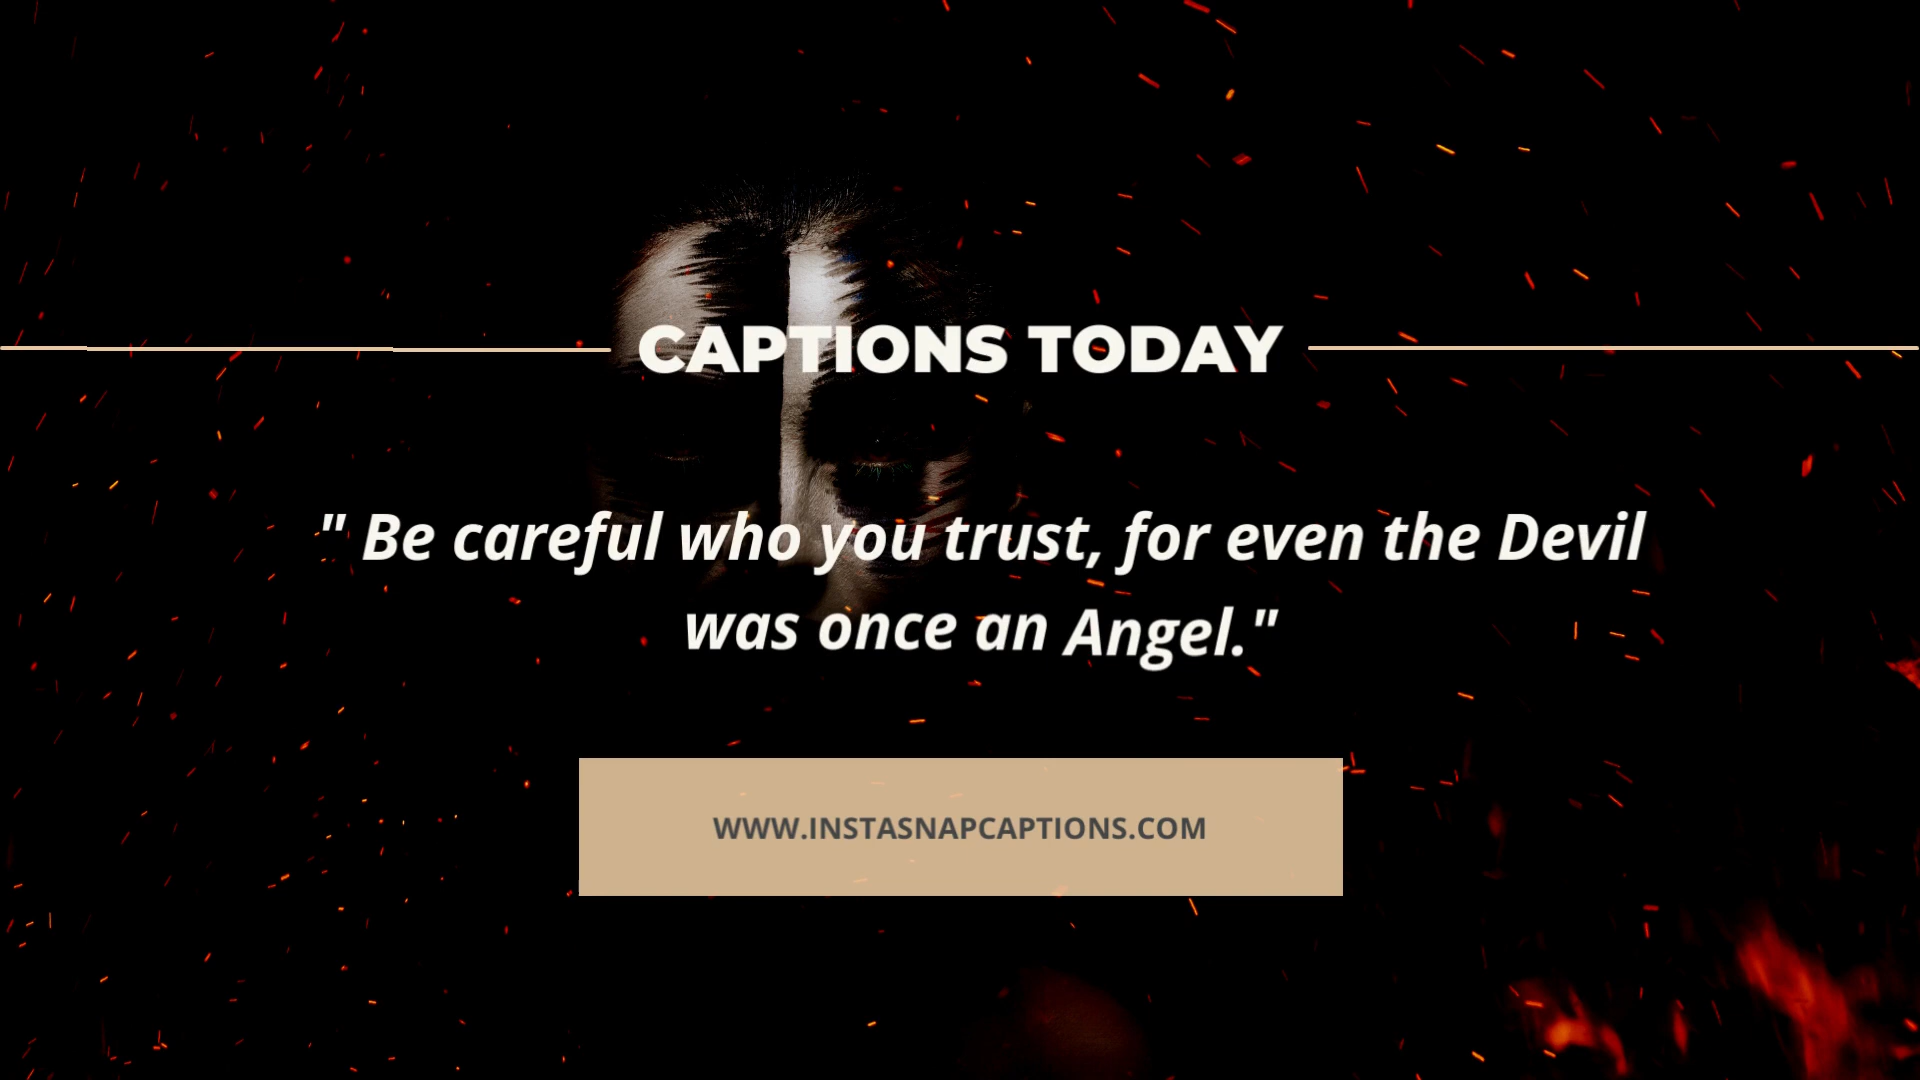 CAPTIONS TODAY
" Be careful who you trust, for even the Devil
was once an Angel."
WWW.INSTASNAPCAPTIONS.COM